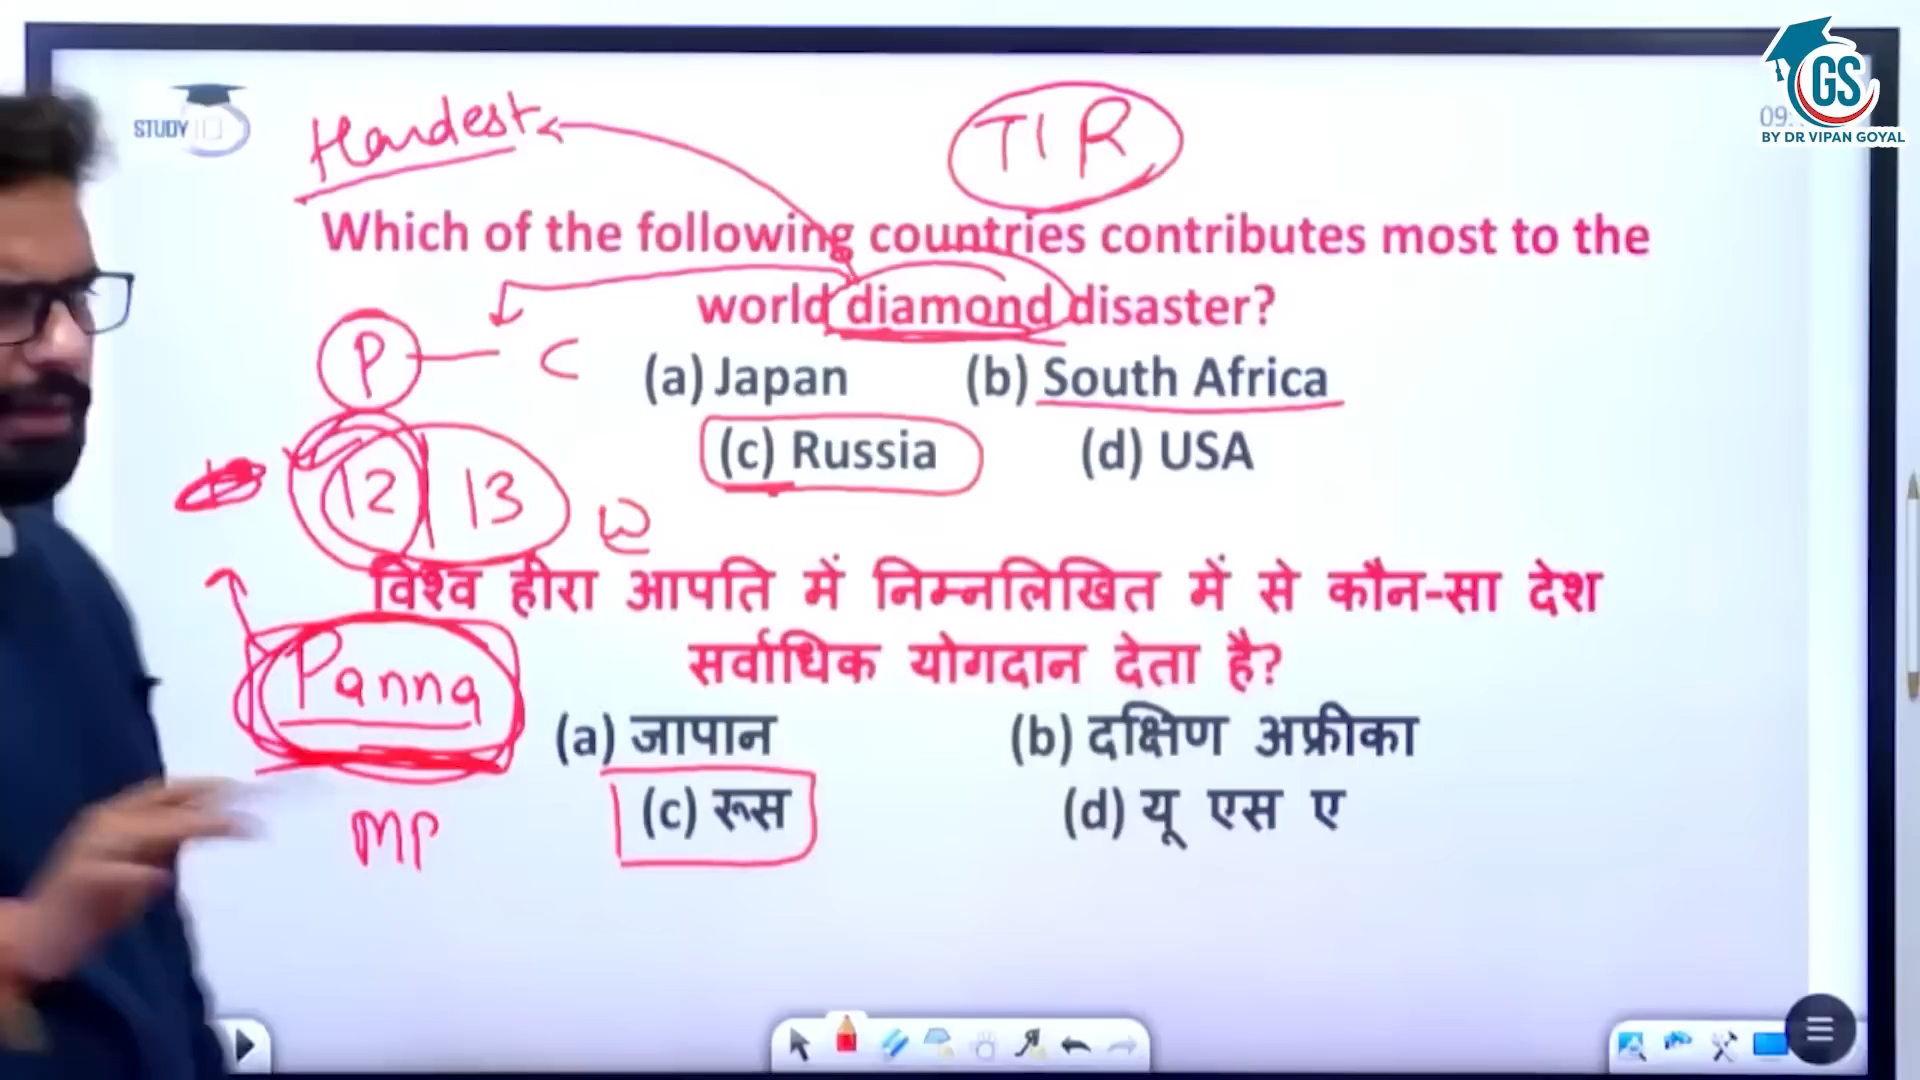 STUDY
GS
BY DR VIPAN GOYAL
09:
Hardest
TIR
Which of the following countries contributes most to the
world diamond disaster?
P
C
(a) Japan (b) South Africa
(c) Russia (d) USA
12 13
विश्व हीरा आपति में निम्नलिखित में से कौन-सा देश
सर्वाधिक योगदान देता है?
Panna
(a) जापान (b) दक्षिण अफ्रीका
(c) रूस (d) यू एस ए
MP